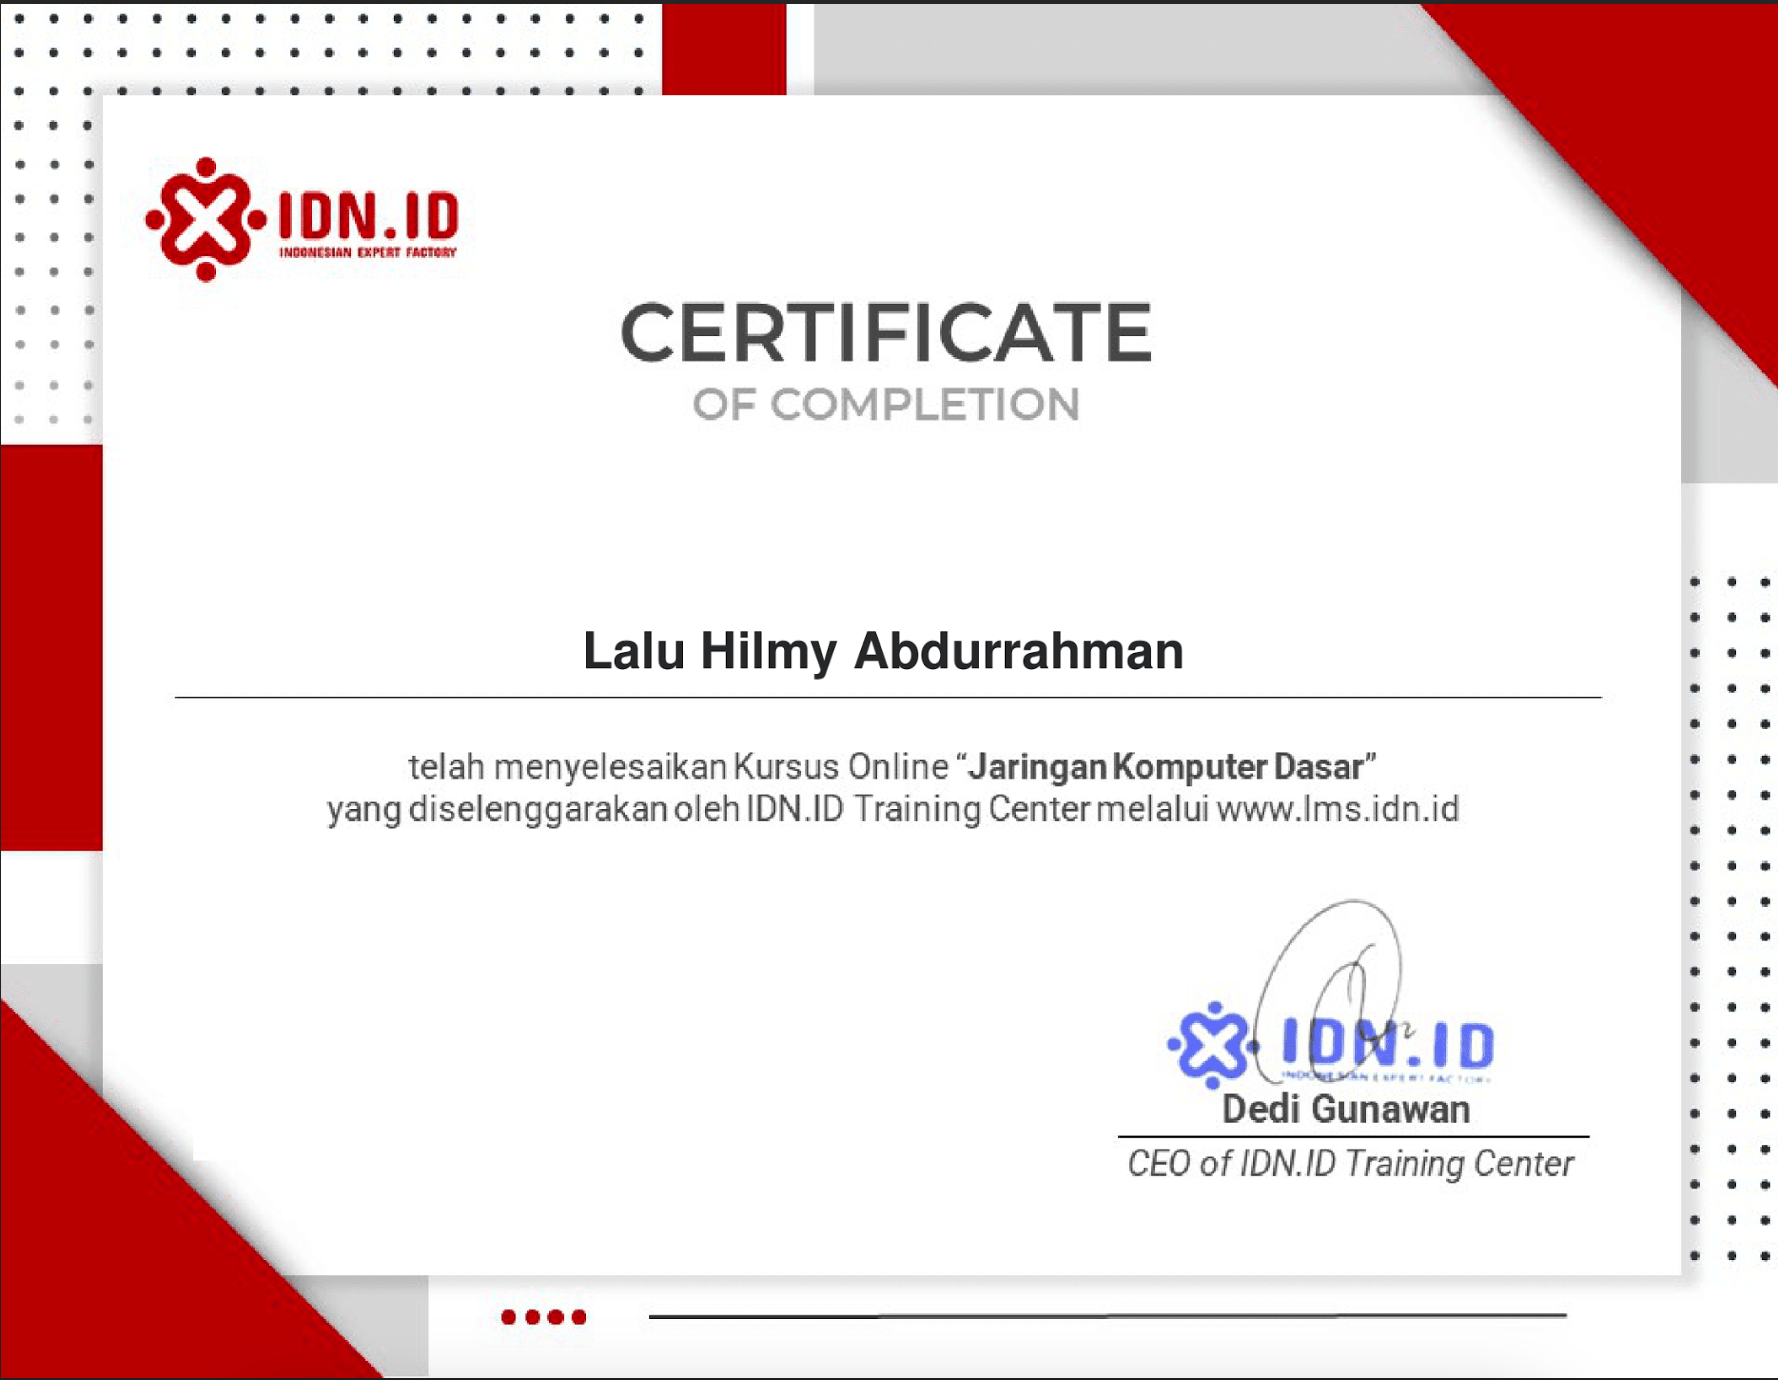 IDN.ID
INDONESIAN EXPERT FACTORY
CERTIFICATE
OF COMPLETION
Lalu Hilmy Abdurrahman
telah menyelesaikan Kursus Online “Jaringan Komputer Dasar”
yang diselenggarakan oleh IDN.ID Training Center melalui www.lms.idn.id
IDN.ID
INDONESIAN EXPERT FACTORY
Dedi Gunawan
CEO of IDN.ID Training Center